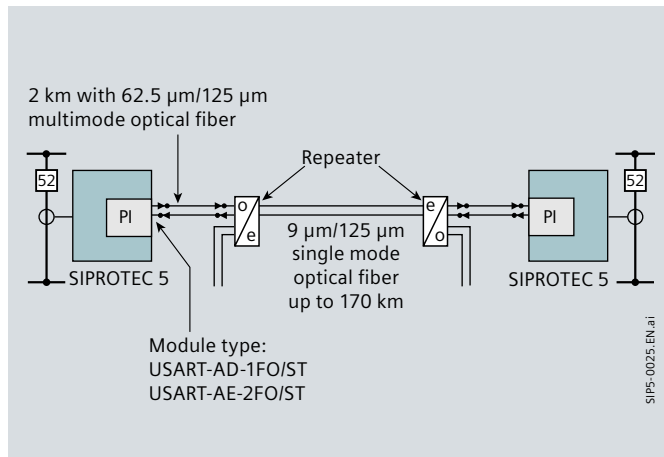 2 km with 62.5 µm/125 µm
multimode optical fiber
Repeater
52
52
PI
o
e
e
o
PI
9 µm/125 µm
single mode
optical fiber
up to 170 km
SIPROTEC 5
SIPROTEC 5
Module type:
USART-AD-1FO/ST
USART-AE-2FO/ST
SIP5-0025.EN.ai